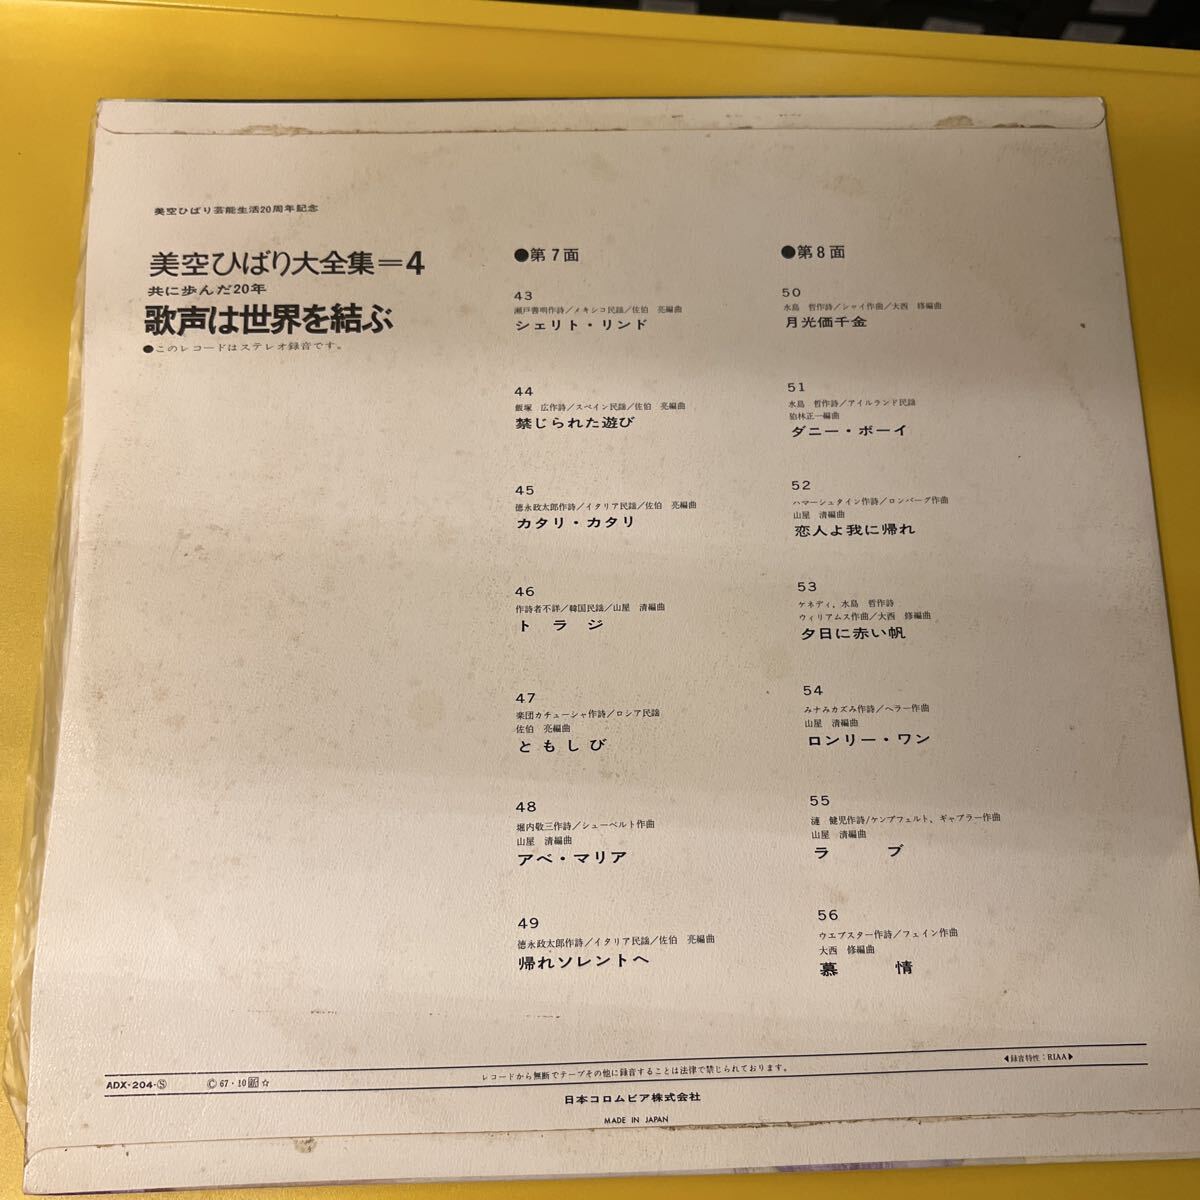 美空ひばり芸能生活20周年記念
美空ひばり大全集=4
共に歩んだ20年
歌声は世界を結ぶ
●このレコードはステレオ録音です。
●第7面
43
瀬戸善明作詩/メキシコ民謡/佐伯 亮編曲
シェリト・リンド
44
飯塚 広作詩/スペイン民謡/佐伯 亮編曲
禁じられた遊び
45
徳永政太郎作詩/イタリア民謡/佐伯 亮編曲
カタリ・カタリ
46
作詩者不詳/韓国民謡/山屋 清編曲
トラジ
47
楽団カチューシャ作詩/ロシア民謡
佐伯 亮編曲
ともしび
48
堀内敬三作詩/シューベルト作曲
山屋 清編曲
アベ・マリア
49
徳永政太郎作詩/イタリア民謡/佐伯 亮編曲
帰れソレントへ
●第8面
50
水島 哲作詩/シャイ作曲/大西 修編曲
月光価千金
51
水島 哲作詩/アイルランド民謡
狛林正一編曲
ダニー・ボーイ
52
ハマーシュタイン作詩/ロンバーグ作曲
山屋 清編曲
恋人よ我に帰れ
53
ケネディ、水島 哲作詩
ウィリアムス作曲/大西 修編曲
夕日に赤い帆
54
みナみカズみ作詩/ヘラー作曲
山屋 清編曲
ロンリー・ワン
55
漣 健児作詩/ケンプフェルト、ギャブラー作曲
山屋 清編曲
ラブ
56
ウエブスター作詩/フェイン作曲
大西 修編曲
慕情
◀録音特性:RIAA▶
ADX-204-Ⓢ Ⓒ67・10 ☆
レコードから無断でテープその他に録音することは法律で禁じられております。
日本コロムビア株式会社
MADE IN JAPAN